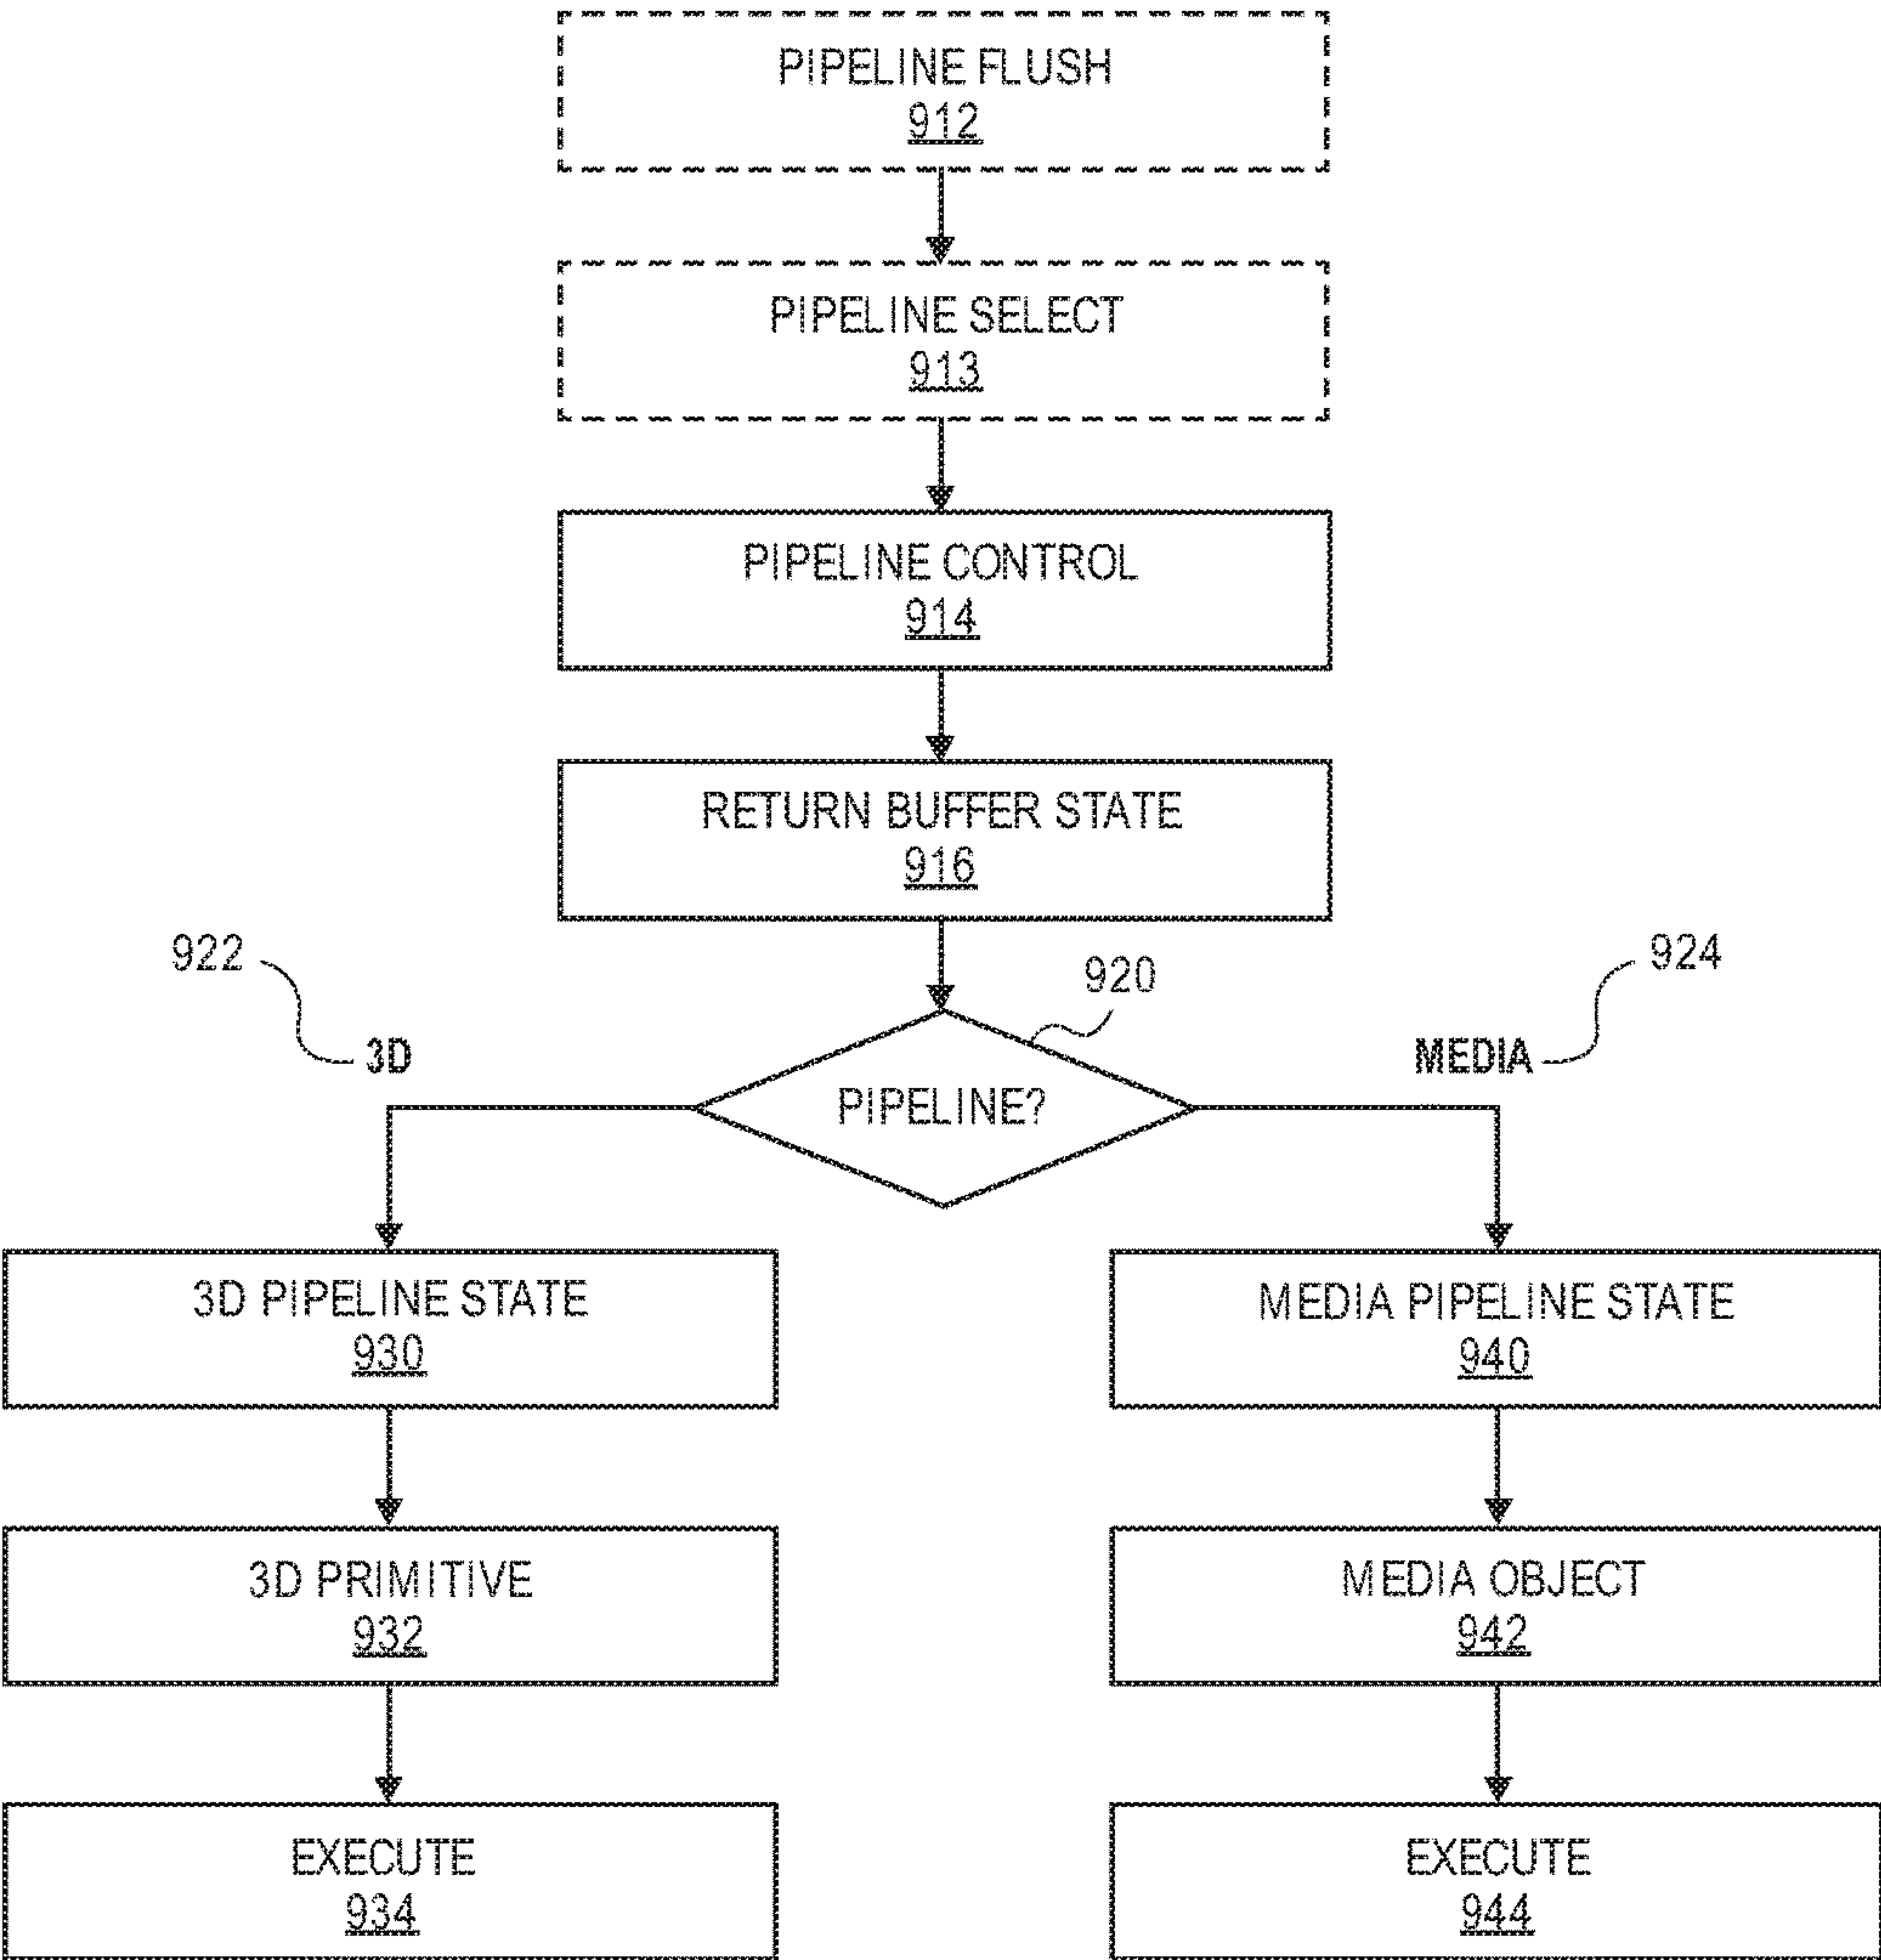 PIPELINE FLUSH
912
PIPELINE SELECT
913
PIPELINE CONTROL
914
RETURN BUFFER STATE
916
922
920
924
3D
MEDIA
PIPELINE?
3D PIPELINE STATE
930
MEDIA PIPELINE STATE
940
3D PRIMITIVE
932
MEDIA OBJECT
942
EXECUTE
934
EXECUTE
944